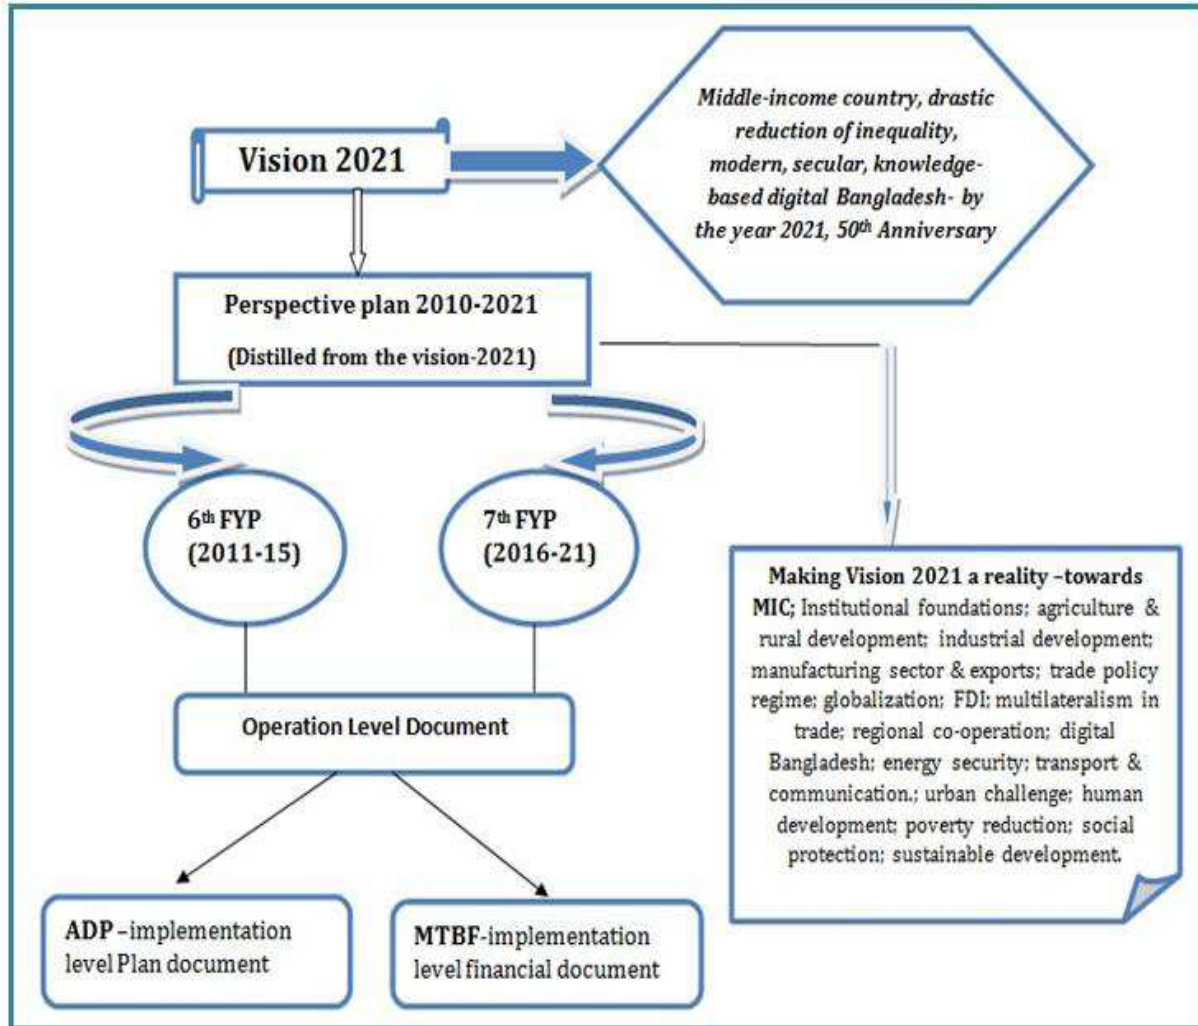 Vision 2021
Middle-income country, drastic
reduction of inequality,
modern, secular, knowledge-
based digital Bangladesh- by
the year 2021, 50th Anniversary
Perspective plan 2010-2021
(Distilled from the vision-2021)
6th FYP
(2011-15)
7th FYP
(2016-21)
Making Vision 2021 a reality –towards
MIC; Institutional foundations; agriculture &
rural development; industrial development;
manufacturing sector & exports; trade policy
regime; globalization; FDI; multilateralism in
trade; regional co-operation; digital
Bangladesh; energy security; transport &
communication.; urban challenge; human
development; poverty reduction; social
protection; sustainable development.
Operation Level Document
ADP –implementation
level Plan document
MTBF-implementation
level financial document